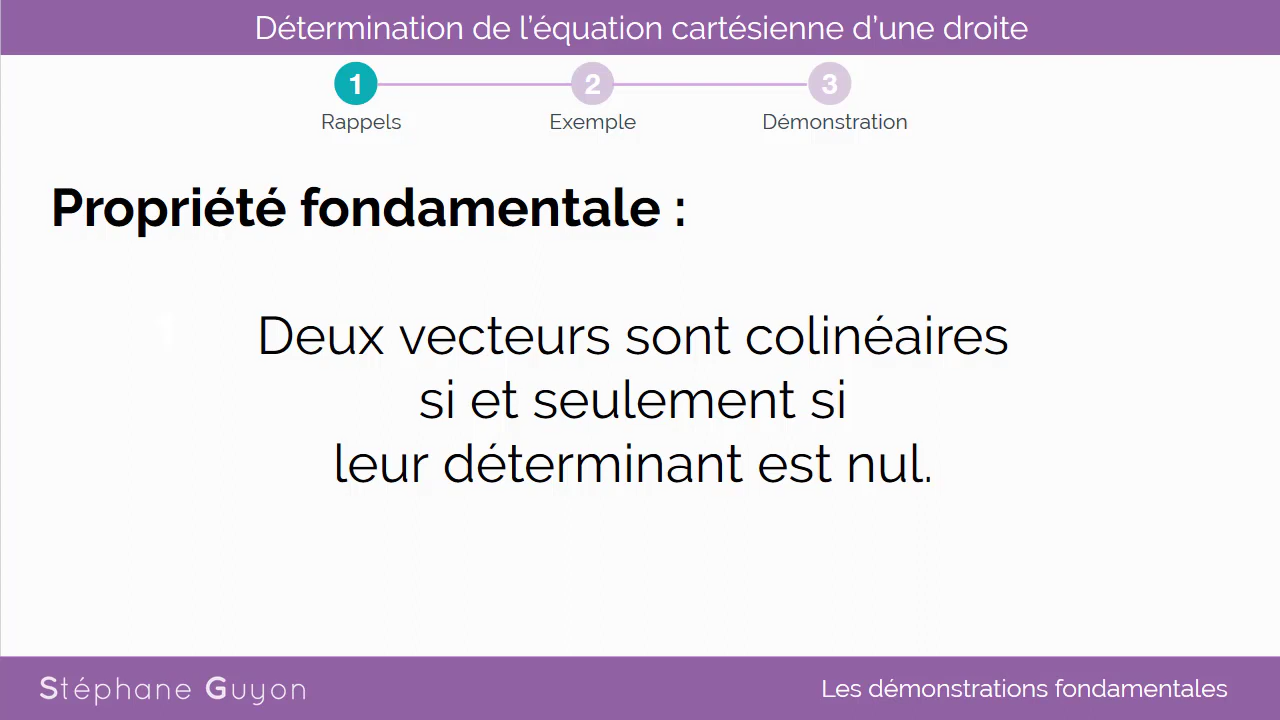 Détermination de l’équation cartésienne d’une droite
1 2 3
Rappels Exemple Démonstration
Propriété fondamentale :
Deux vecteurs sont colinéaires
si et seulement si
leur déterminant est nul.
Stéphane Guyon
Les démonstrations fondamentales